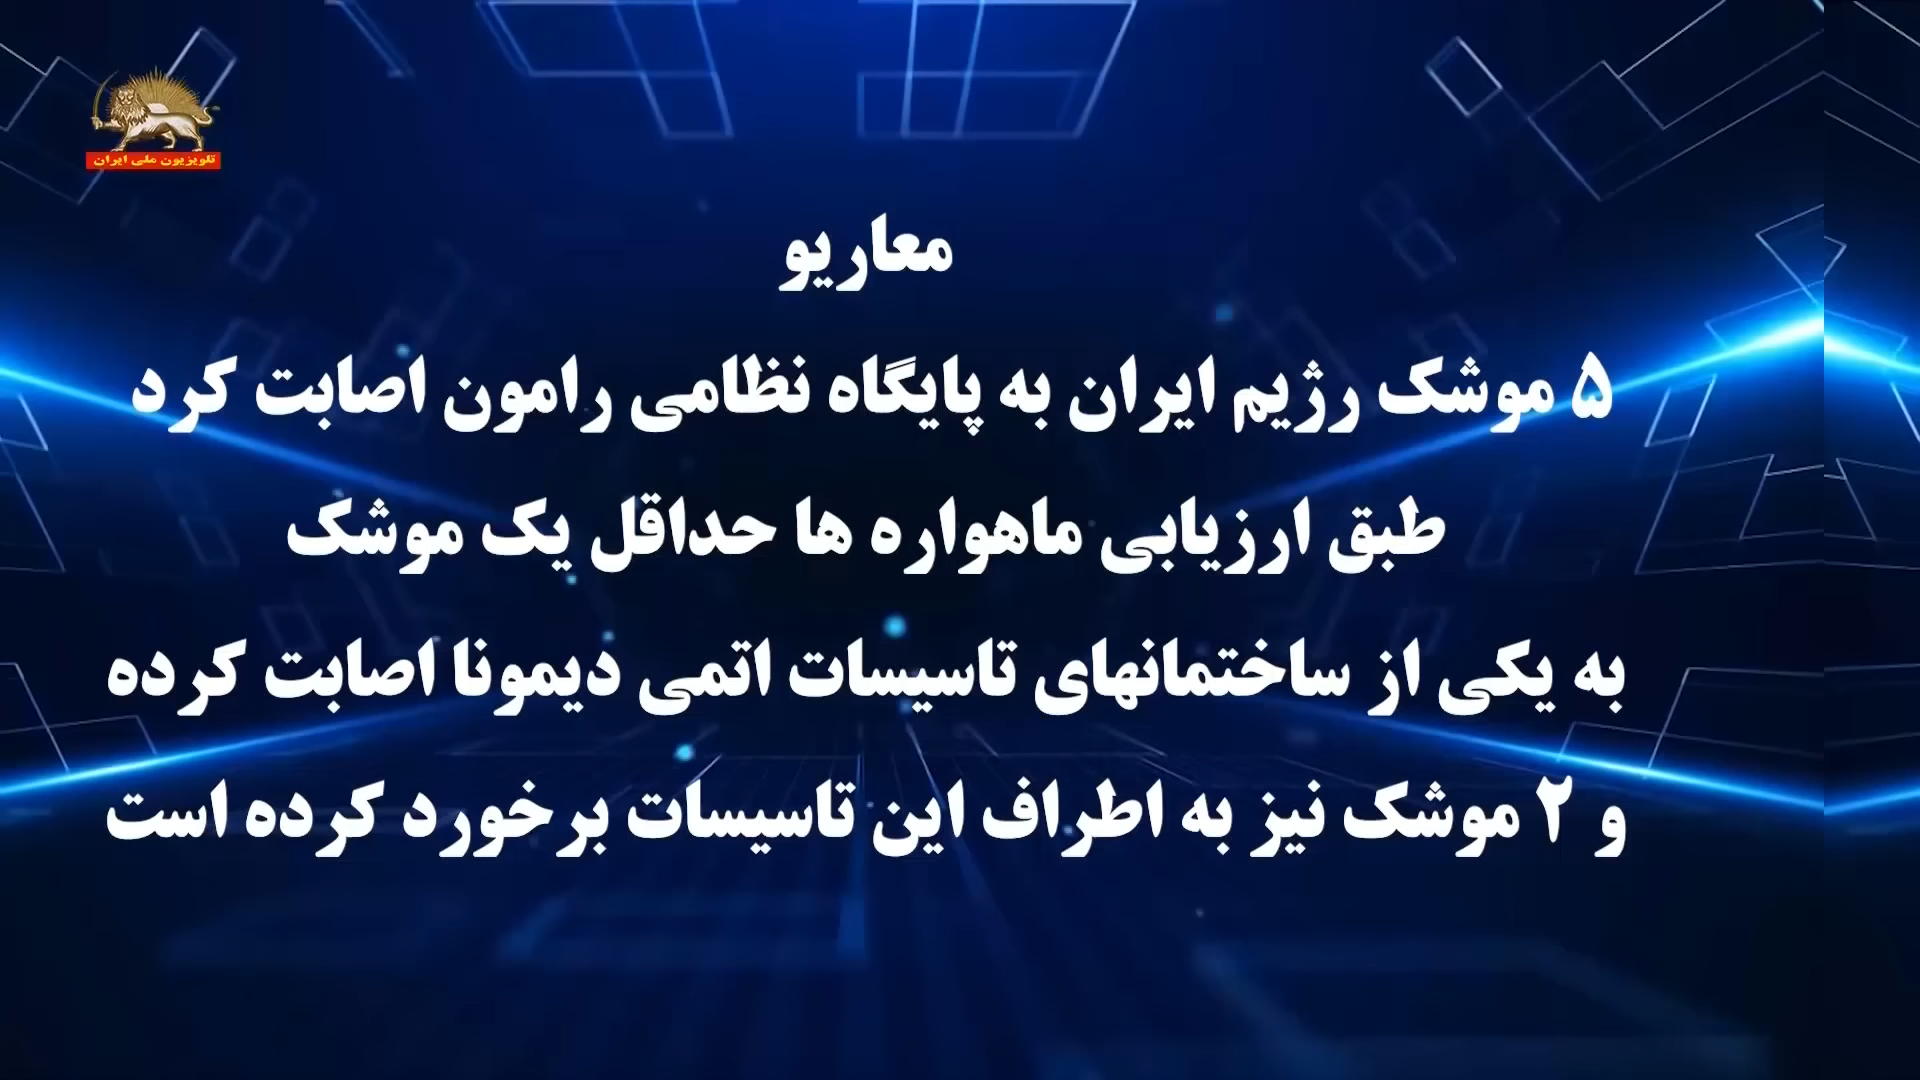 تلویزیون ملی ایران
معاریو
۵ موشک رژیم ایران به پایگاه نظامی رامون اصابت کرد
طبق ارزیابی ماهواره ها حداقل یک موشک
به یکی از ساختمانهای تاسیسات اتمی دیمونا اصابت کرده
و ۲ موشک نیز به اطراف این تاسیسات برخورد کرده است